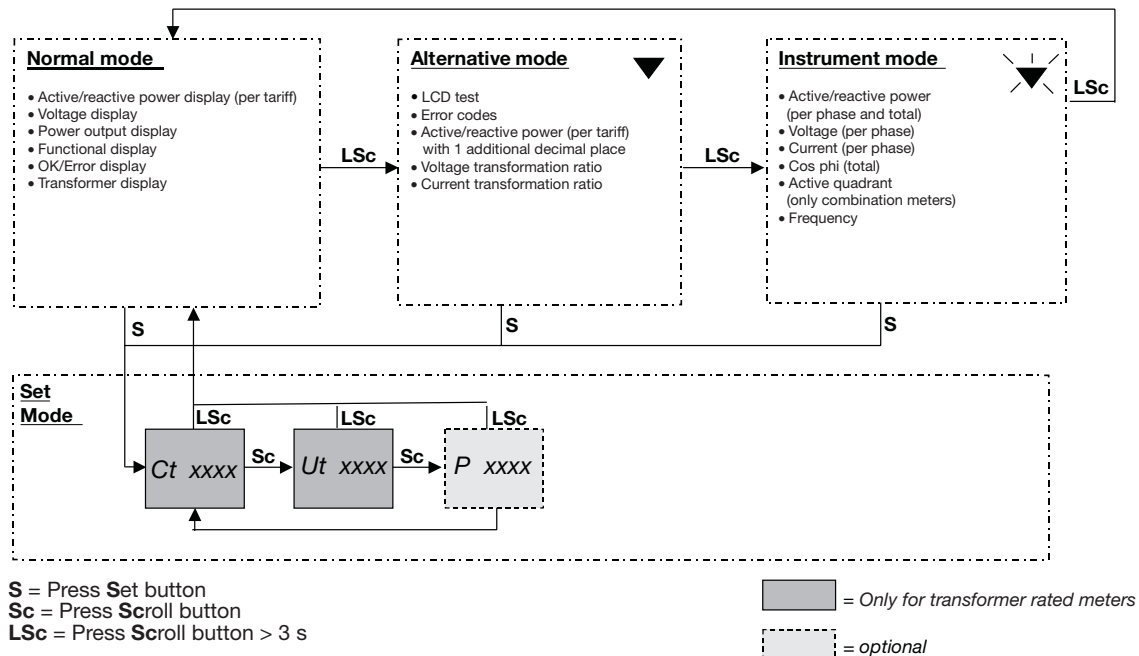 Normal mode
• Active/reactive power display (per tariff)
• Voltage display
• Power output display
• Functional display
• OK/Error display
• Transformer display
LSc
Alternative mode
• LCD test
• Error codes
• Active/reactive power (per tariff)
with 1 additional decimal place
• Voltage transformation ratio
• Current transformation ratio
LSc
Instrument mode
• Active/reactive power
(per phase and total)
• Voltage (per phase)
• Current (per phase)
• Cos phi (total)
• Active quadrant
(only combination meters)
• Frequency
LSc
S
S
S
Set
Mode
LSc
LSc
LSc
Ct xxxx
Sc
Ut xxxx
Sc
P xxxx
S = Press Set button
Sc = Press Scroll button
LSc = Press Scroll button > 3 s
= Only for transformer rated meters
= optional